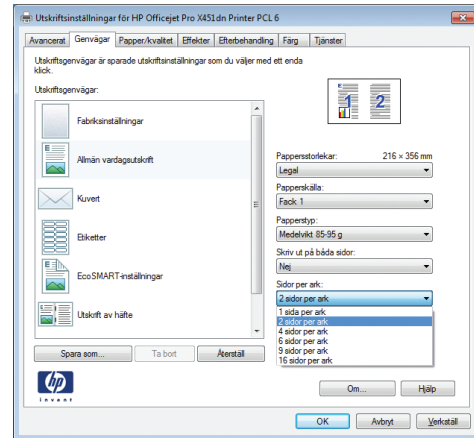 Utskriftsinställningar för HP Officejet Pro X451dn Printer PCL 6
Avancerat Genvägar Papper/kvalitet Effekter Efterbehandling Färg Tjänster
Utskriftsgenvägar är sparade utskriftsinställningar som du väljer med ett enda
klick.
Utskriftsgenvägar:
Fabriksinställningar
Allmän vardagsutskrift
Kuvert
Etiketter
EcoSMART-inställningar
Utskrift av häfte
Spara som... Ta bort Återställ
1 2
Pappersstorlekar: 216 × 356 mm
Legal
Papperskälla:
Fack 1
Papperstyp:
Medelvikt 85-95 g
Skriv ut på båda sidor:
Nej
Sidor per ark:
2 sidor per ark
1 sida per ark
2 sidor per ark
4 sidor per ark
6 sidor per ark
9 sidor per ark
16 sidor per ark
hp
invent
Om... Hjälp
OK Avbryt Verkställ